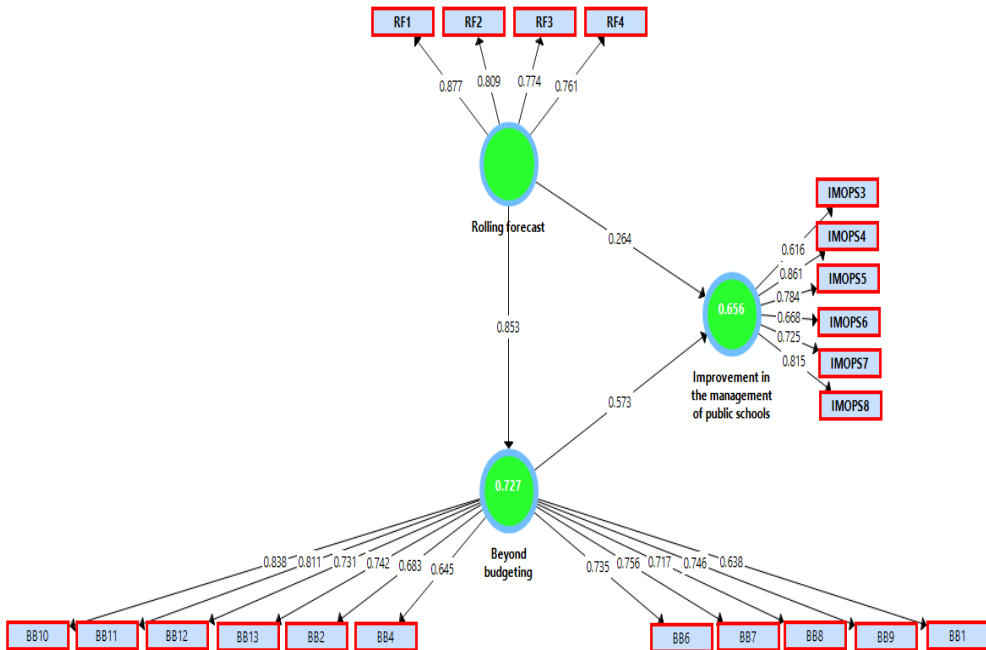 RF1 RF2 RF3 RF4
0.877 0.809 0.774 0.761
Rolling forecast
IMOPS3
IMOPS4
IMOPS5
IMOPS6
IMOPS7
IMOPS8
0.616
0.861
0.784
0.668
0.725
0.815
0.264
0.656
Improvement in
the management
of public schools
0.853
0.573
0.727
Beyond
budgeting
0.838 0.811 0.731 0.742 0.683 0.645 0.735 0.756 0.717 0.746 0.638
BB10 BB11 BB12 BB13 BB2 BB4 BB6 BB7 BB8 BB9 BB1